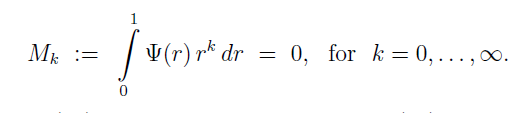 M_k := ∫_0^1 Ψ(r) r^k dr = 0, for k = 0, . . . , ∞.